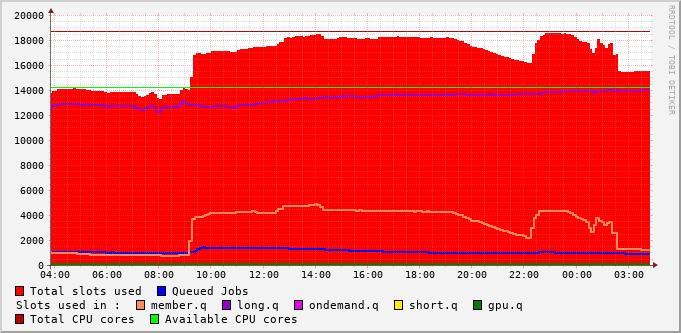 20000
18000
16000
14000
12000
10000
8000
6000
4000
2000
0
04:00 06:00 08:00 10:00 12:00 14:00 16:00 18:00 20:00 22:00 00:00 03:00
RRDTOOL / TOBI OETIKER
Total slots used Queued Jobs
Slots used in : member.q long.q ondemand.q short.q gpu.q
Total CPU cores Available CPU cores